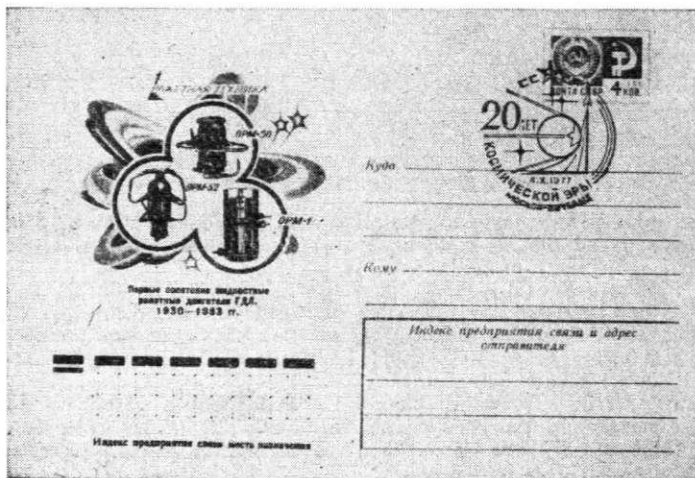 РАКЕТНАЯ ТЕХНИКА
ОРМ-50
ОРМ-52
ОРМ-1
Первые советские жидкостные
ракетные двигатели ГДЛ.
1930—1933 гг.
Индекс предприятия связи места назначения
ПОЧТА СССР
4 КОП.
СССР
20 ЛЕТ
КОСМИЧЕСКОЙ ЭРЫ
4.X.1977
Куда
Кому
Индекс предприятия связи и адрес
отправителя